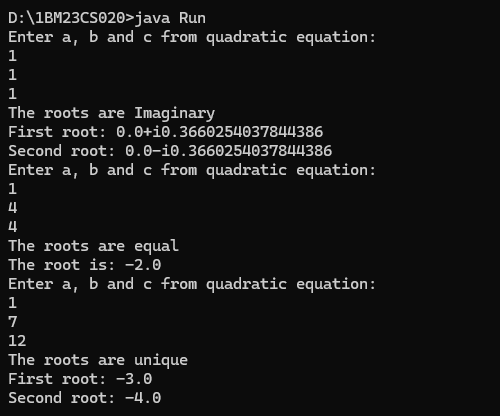 D:\1BM23CS020>java Run
Enter a, b and c from quadratic equation:
1
1
1
The roots are Imaginary
First root: 0.0+i0.3660254037844386
Second root: 0.0-i0.3660254037844386
Enter a, b and c from quadratic equation:
1
4
4
The roots are equal
The root is: -2.0
Enter a, b and c from quadratic equation:
1
7
12
The roots are unique
First root: -3.0
Second root: -4.0